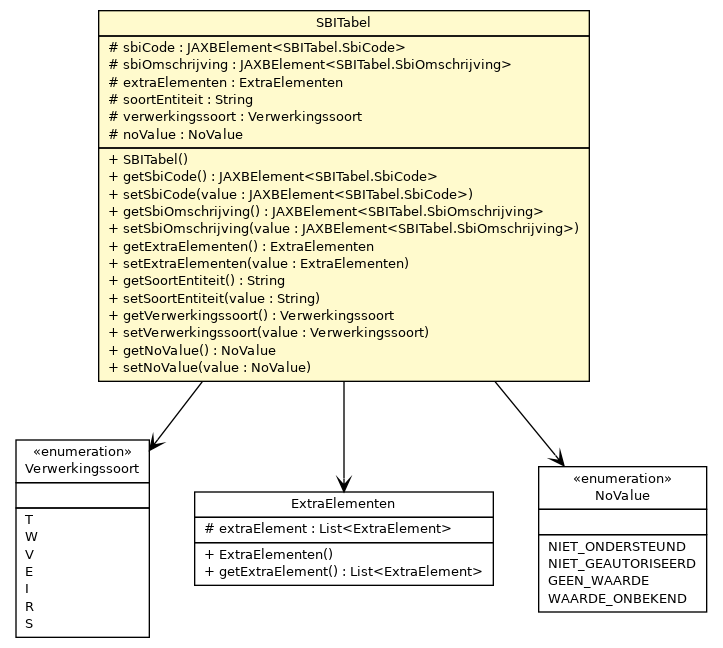 SBITabel
# sbiCode : JAXBElement<SBITabel.SbiCode>
# sbiOmschrijving : JAXBElement<SBITabel.SbiOmschrijving>
# extraElementen : ExtraElementen
# soortEntiteit : String
# verwerkingssoort : Verwerkingssoort
# noValue : NoValue
+ SBITabel()
+ getSbiCode() : JAXBElement<SBITabel.SbiCode>
+ setSbiCode(value : JAXBElement<SBITabel.SbiCode>)
+ getSbiOmschrijving() : JAXBElement<SBITabel.SbiOmschrijving>
+ setSbiOmschrijving(value : JAXBElement<SBITabel.SbiOmschrijving>)
+ getExtraElementen() : ExtraElementen
+ setExtraElementen(value : ExtraElementen)
+ getSoortEntiteit() : String
+ setSoortEntiteit(value : String)
+ getVerwerkingssoort() : Verwerkingssoort
+ setVerwerkingssoort(value : Verwerkingssoort)
+ getNoValue() : NoValue
+ setNoValue(value : NoValue)
«enumeration»
Verwerkingssoort
T
W
V
E
I
R
S
ExtraElementen
# extraElement : List<ExtraElement>
+ ExtraElementen()
+ getExtraElement() : List<ExtraElement>
«enumeration»
NoValue
NIET_ONDERSTEUND
NIET_GEAUTORISEERD
GEEN_WAARDE
WAARDE_ONBEKEND